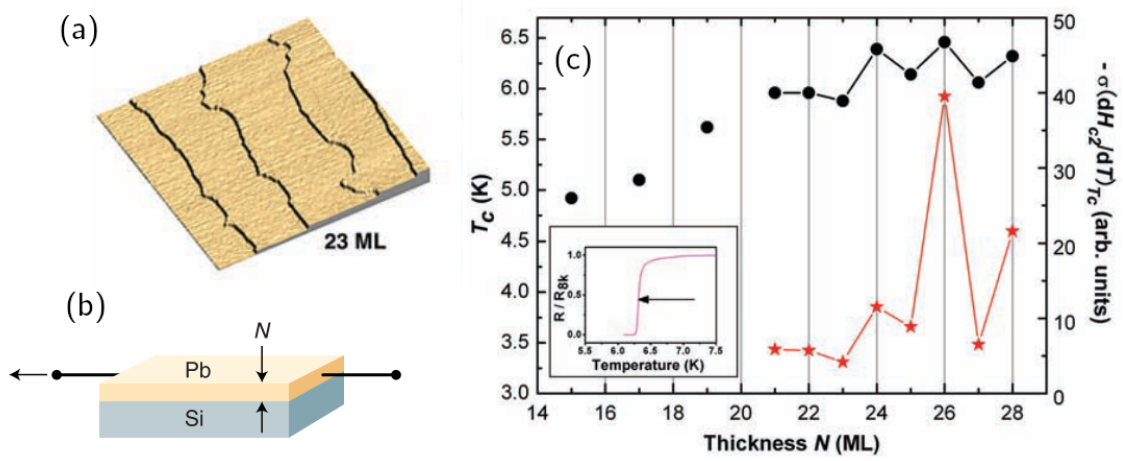 (a)
23 ML
(b)
N
Pb
Si
(c)
6.5
6.0
5.5
5.0
4.5
4.0
3.5
3.0
T_c (K)
1.0
0.5
0.0
R / R_8k
5.5 6.1 6.7 7.5
Temperature (K)
14 16 18 20 22 24 26 28
Thickness N (ML)
50
40
30
20
10
0
- σ(dH_c2/dT)_Tc (arb. units)